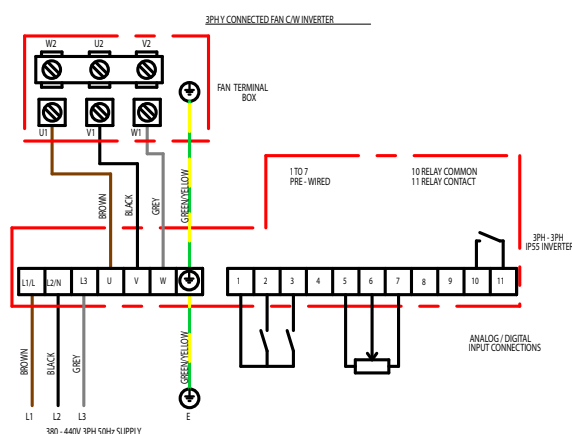 3PH Y CONNECTED FAN C/W INVERTER
W2 U2 V2
FAN TERMINAL
BOX
U1 V1 W1
1 TO 7
PRE - WIRED
10 RELAY COMMON
11 RELAY CONTACT
BROWN
BLACK
GREY
GREEN/YELLOW
3PH - 3PH
IP55 INVERTER
L1/L L2/N L3 U V W
1 2 3 4 5 6 7 8 9 10 11
ANALOG / DIGITAL
INPUT CONNECTIONS
BROWN
BLACK
GREY
GREEN/YELLOW
L1 L2 L3 E
380 - 440V 3PH 50Hz SUPPLY